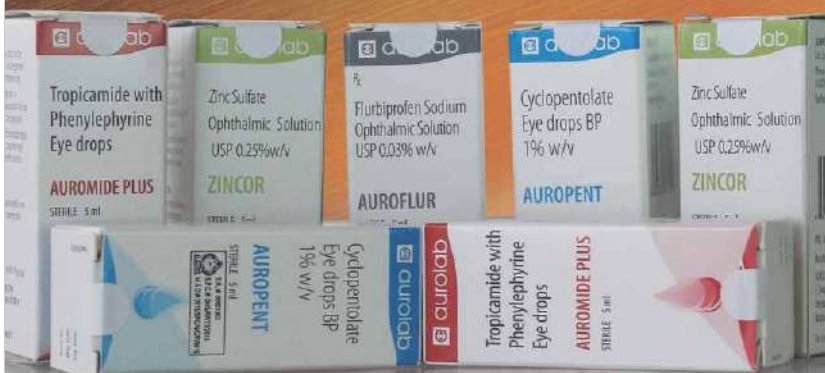 aurolab
Tropicamide with
Phenylephyrine
Eye drops
AUROMIDE PLUS
STERILE 5 ml
aurolab
Zinc Sulfate
Ophthalmic Solution
USP 0.25%w/v
ZINCOR
STERILE 5 ml
aurolab
Rx
Flurbiprofen Sodium
Ophthalmic Solution
USP 0.03% w/v
AUROFLUR
aurolab
Cyclopentolate
Eye drops BP
1% w/v
AUROPENT
aurolab
Zinc Sulfate
Ophthalmic Solution
USP 0.25%w/v
ZINCOR
aurolab
Cyclopentolate
Eye drops BP
1% w/v
AUROPENT
STERILE 5 ml
aurolab
Tropicamide with
Phenylephyrine
Eye drops
AUROMIDE PLUS
STERILE 5 ml